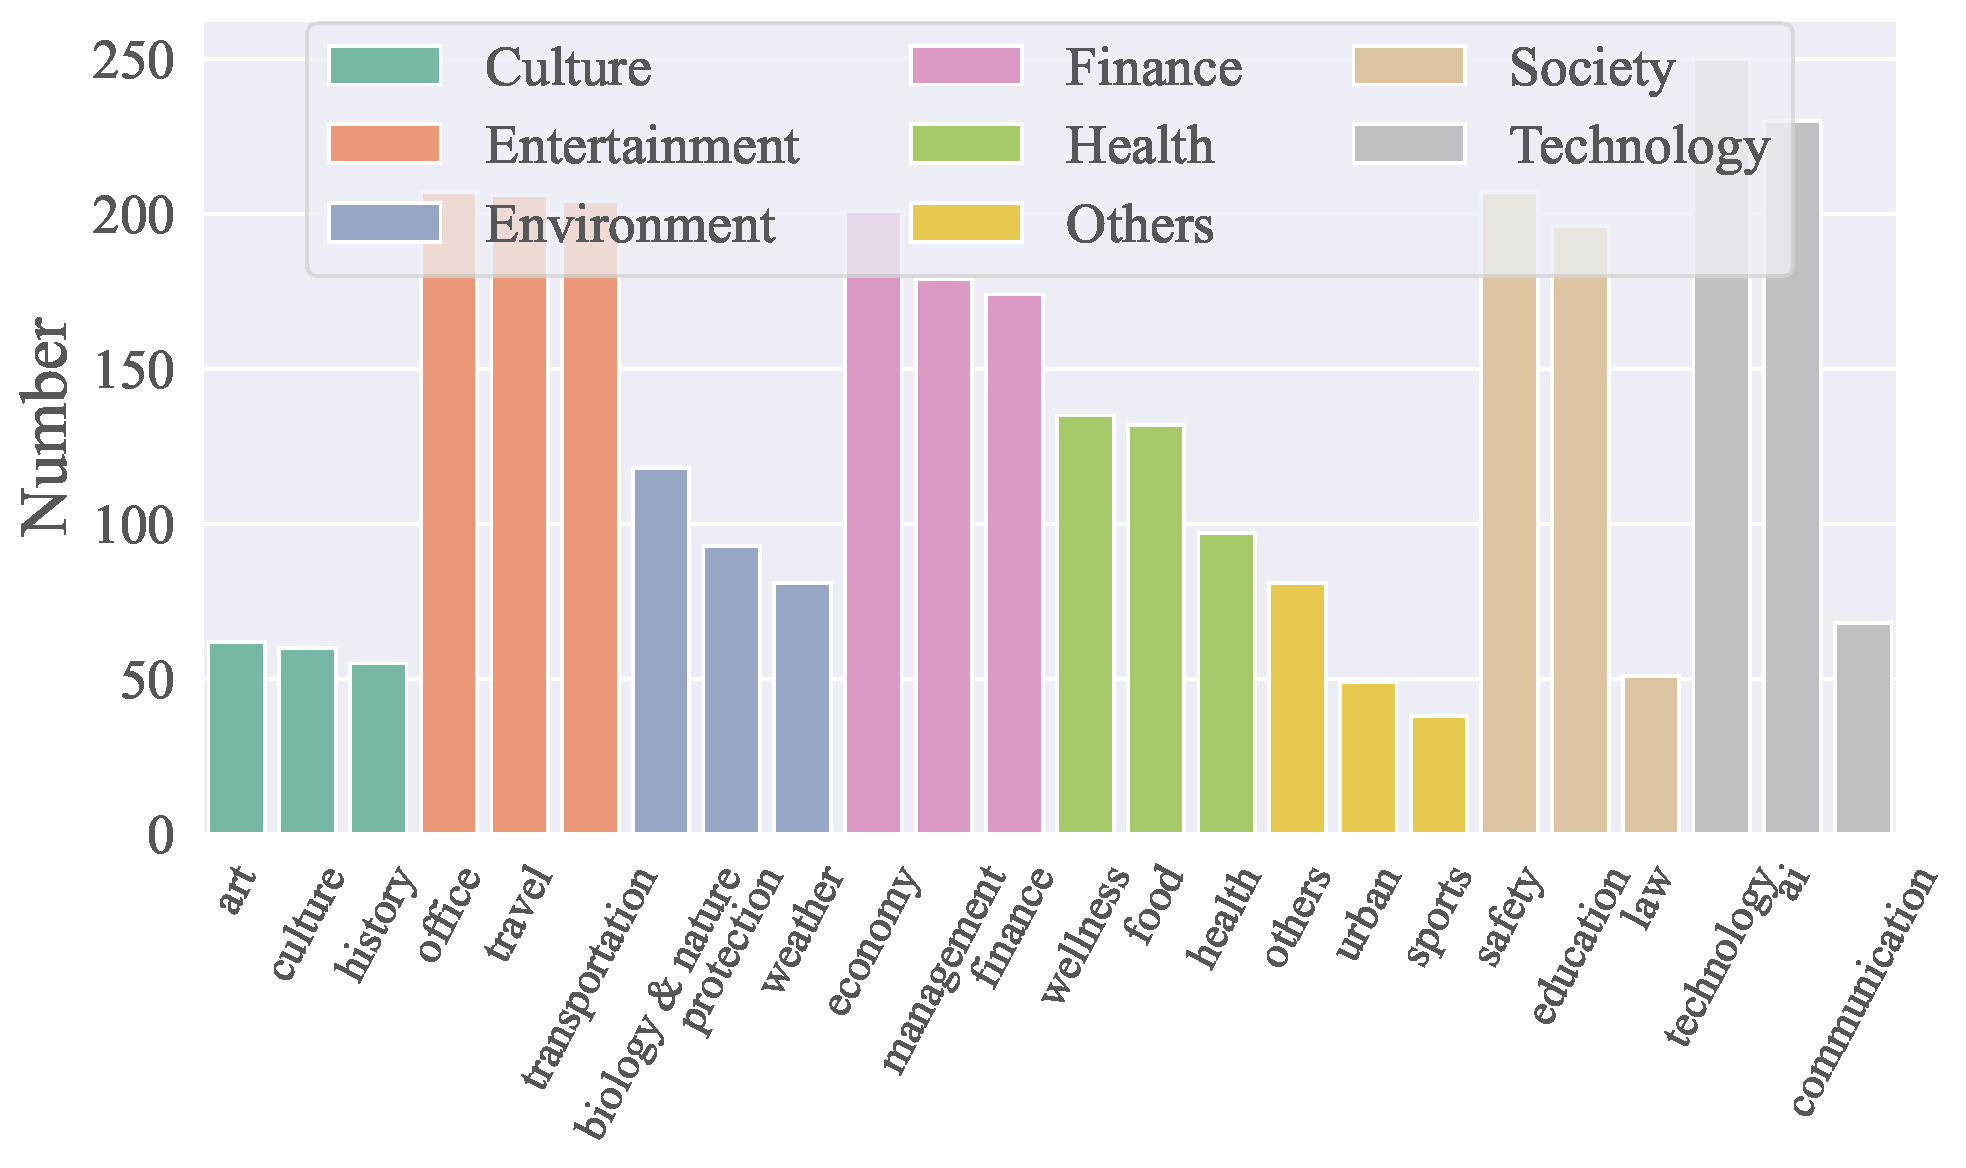 Number
250
200
150
100
50
0
Culture
Entertainment
Environment
Finance
Health
Others
Society
Technology
art
culture
history
office
travel
transportation
biology & nature
protection
weather
economy
management
finance
wellness
food
health
others
urban
sports
safety
education
law
technology
ai
communication